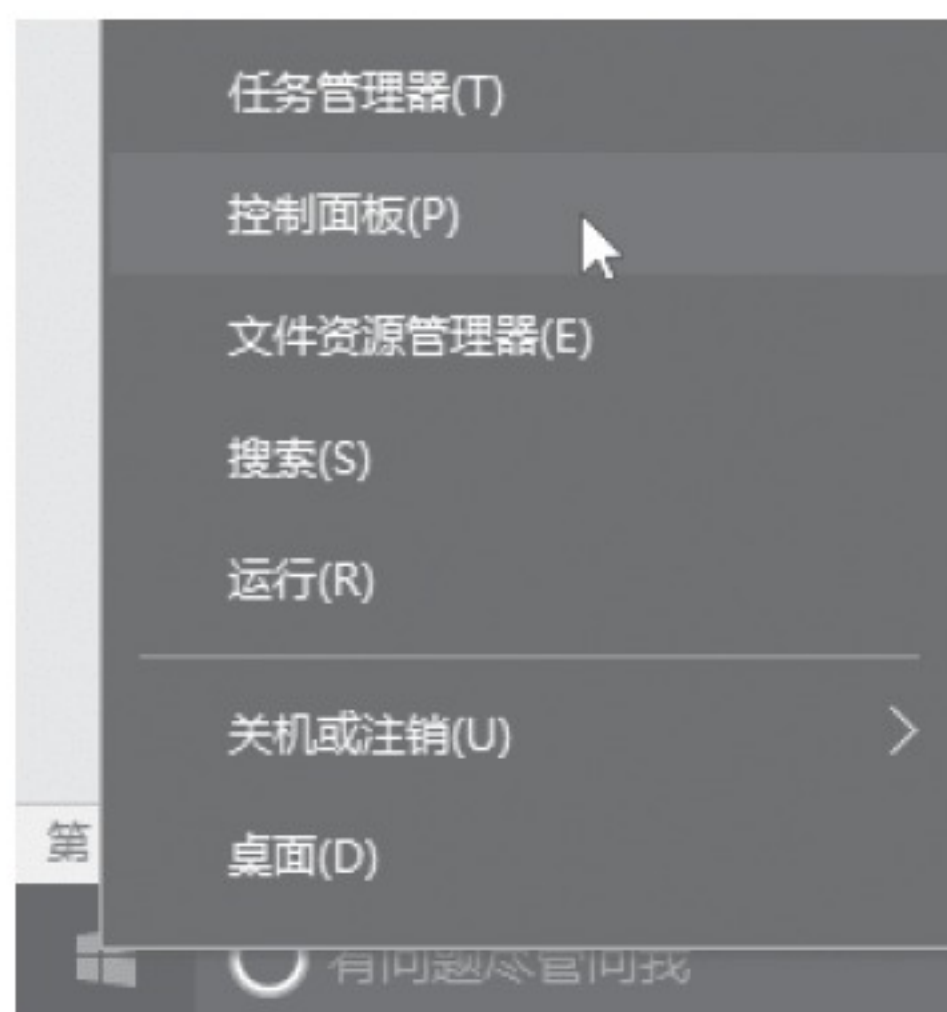 任务管理器(T)
控制面板(P)
文件资源管理器(E)
搜索(S)
运行(R)
关机或注销(U)
桌面(D)
第
有问题尽管问我